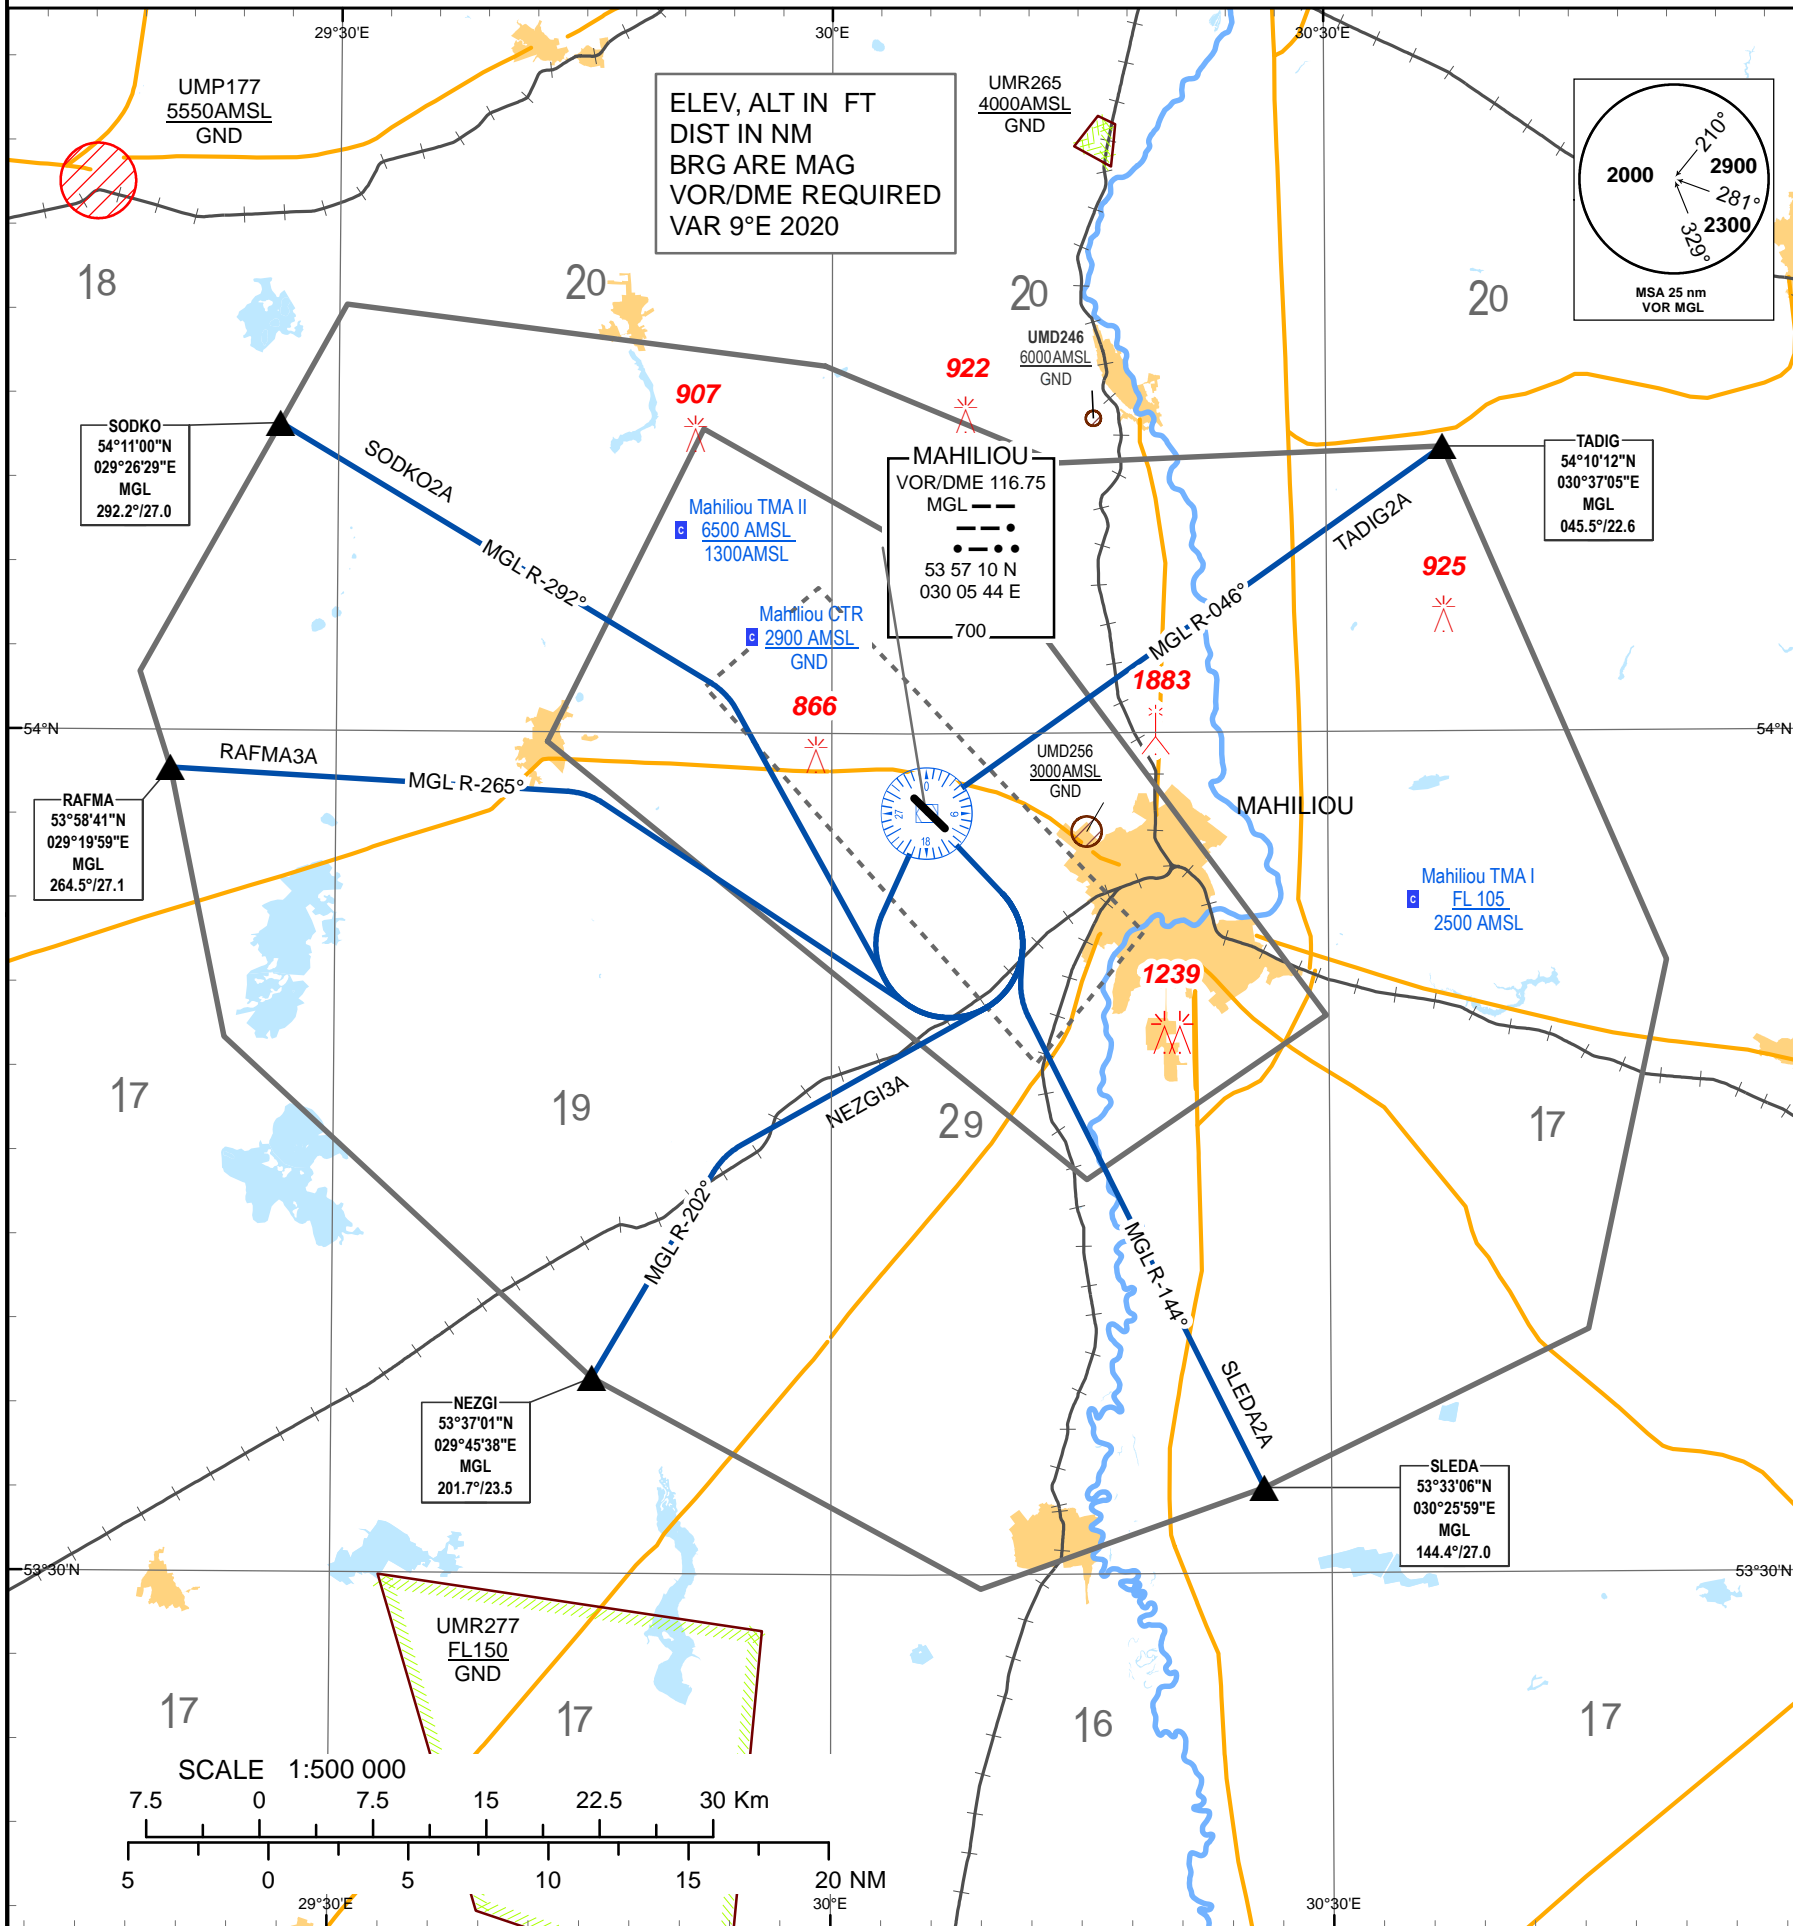 29°30'E
30°E
30°30'E
UMP177
5550AMSL
GND
ELEV, ALT IN FT
DIST IN NM
BRG ARE MAG
VOR/DME REQUIRED
VAR 9°E 2020
UMR265
4000AMSL
GND
210°
2000
2900
281°
2300
329°
MSA 25 nm
VOR MGL
18
20
20
20
UMD246
6000AMSL
GND
922
907
SODKO
54°11'00"N
029°26'29"E
MGL
292.2°/27.0
SODKO2A
MAHILIOU
VOR/DME 116.75
MGL
53 57 10 N
030 05 44 E
700
TADIG
54°10'12"N
030°37'05"E
MGL
045.5°/22.6
TADIG2A
Mahiliou TMA II
C
6500 AMSL
1300AMSL
MGL R-292°
925
MGL R-046°
Mahiliou CTR
C
2900 AMSL
GND
1883
866
54°N
54°N
RAFMA3A
MGL R-265°
UMD256
3000AMSL
GND
RAFMA
53°58'41"N
029°19'59"E
MGL
264.5°/27.1
0
9
18
27
MAHILIOU
Mahiliou TMA I
C
FL 105
2500 AMSL
1239
17
19
29
17
NEZGI3A
MGL R-202°
MGL R-144°
SLEDA2A
NEZGI
53°37'01"N
029°45'38"E
MGL
201.7°/23.5
SLEDA
53°33'06"N
030°25'59"E
MGL
144.4°/27.0
53°30'N
53°30'N
UMR277
FL150
GND
17
17
16
17
SCALE 1:500 000
7.5 0 7.5 15 22.5 30 Km
5 0 5 10 15 20 NM
29°30'E
30°E
30°30'E